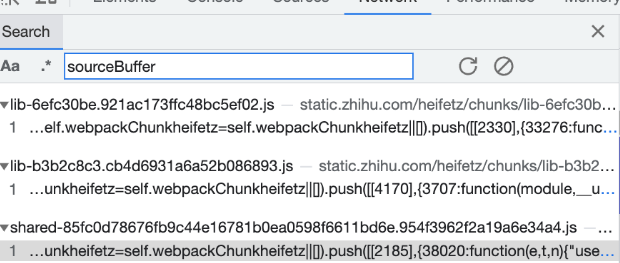 Elements Console Sources Network Performance Memory
Search
Aa .* sourceBuffer
lib-6efc30be.921ac173ffc48bc5ef02.js — static.zhihu.com/heifetz/chunks/lib-6efc30b…
1 …elf.webpackChunkheifetz=self.webpackChunkheifetz||[]).push([[2330],{33276:func…
lib-b3b2c8c3.cb4d6931a6a52b086893.js — static.zhihu.com/heifetz/chunks/lib-b3b2…
1 …unkheifetz=self.webpackChunkheifetz||[]).push([[4170],{3707:function(module,__u…
shared-85fc0d78676fb9c44e16781b0ea0598f6611bd6e.954f3962f2a19a6e34a4.js —…
1 …unkheifetz=self.webpackChunkheifetz||[]).push([[2185],{38020:function(e,t,n){"use…